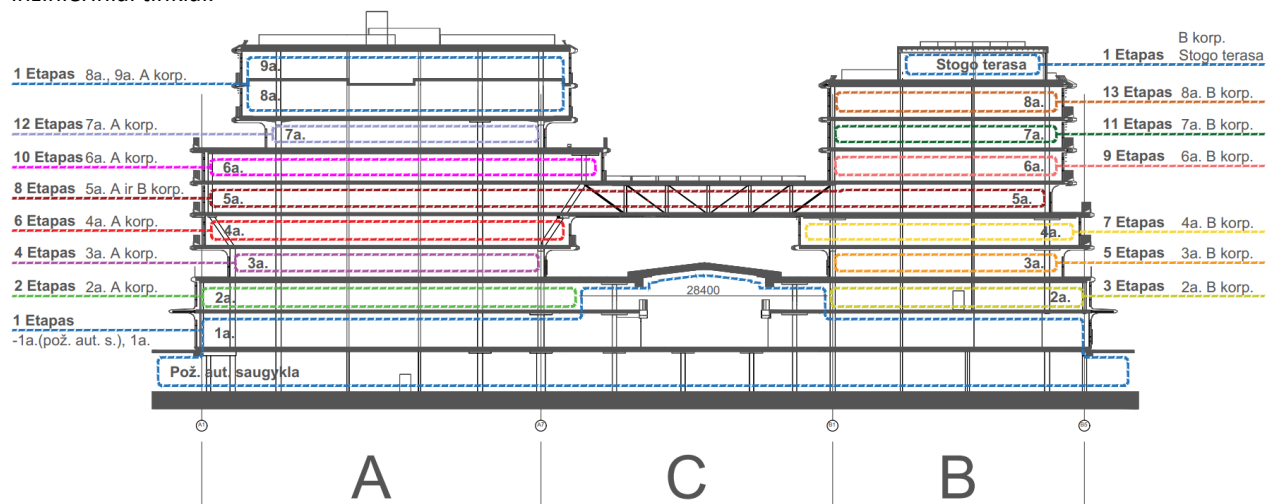 B korp.
1 Etapas Stogo terasa
Stogo terasa
9a.
1 Etapas 8a., 9a. A korp.
8a.
8a.
13 Etapas 8a. B korp.
12 Etapas 7a. A korp.
7a.
7a.
11 Etapas 7a. B korp.
10 Etapas 6a. A korp.
6a.
6a.
9 Etapas 6a. B korp.
8 Etapas 5a. A ir B korp.
5a.
5a.
6 Etapas 4a. A korp.
4a.
4a.
7 Etapas 4a. B korp.
4 Etapas 3a. A korp.
3a.
3a.
5 Etapas 3a. B korp.
2 Etapas 2a. A korp.
2a.
28400
2a.
3 Etapas 2a. B korp.
1 Etapas
-1a.(pož. aut. s.), 1a.
1a.
Pož. aut. saugykla
A1
A7
B1
B5
A
C
B